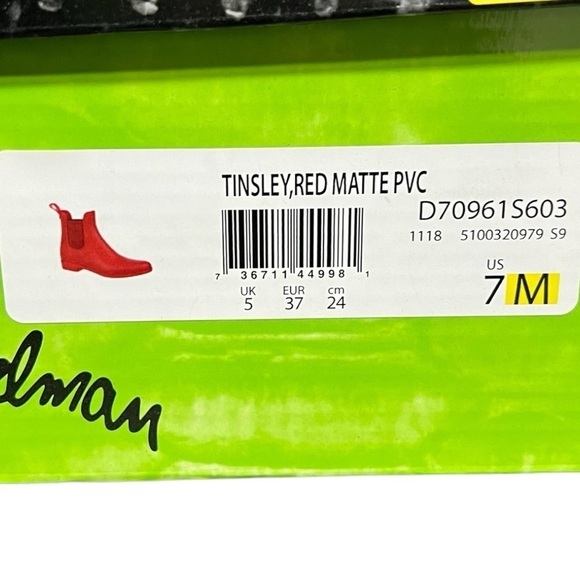 TINSLEY,RED MATTE PVC
D70961S603
1118 5100320979 S9
7 36711 44998 1
UK EUR cm
5 37 24
US
7 M